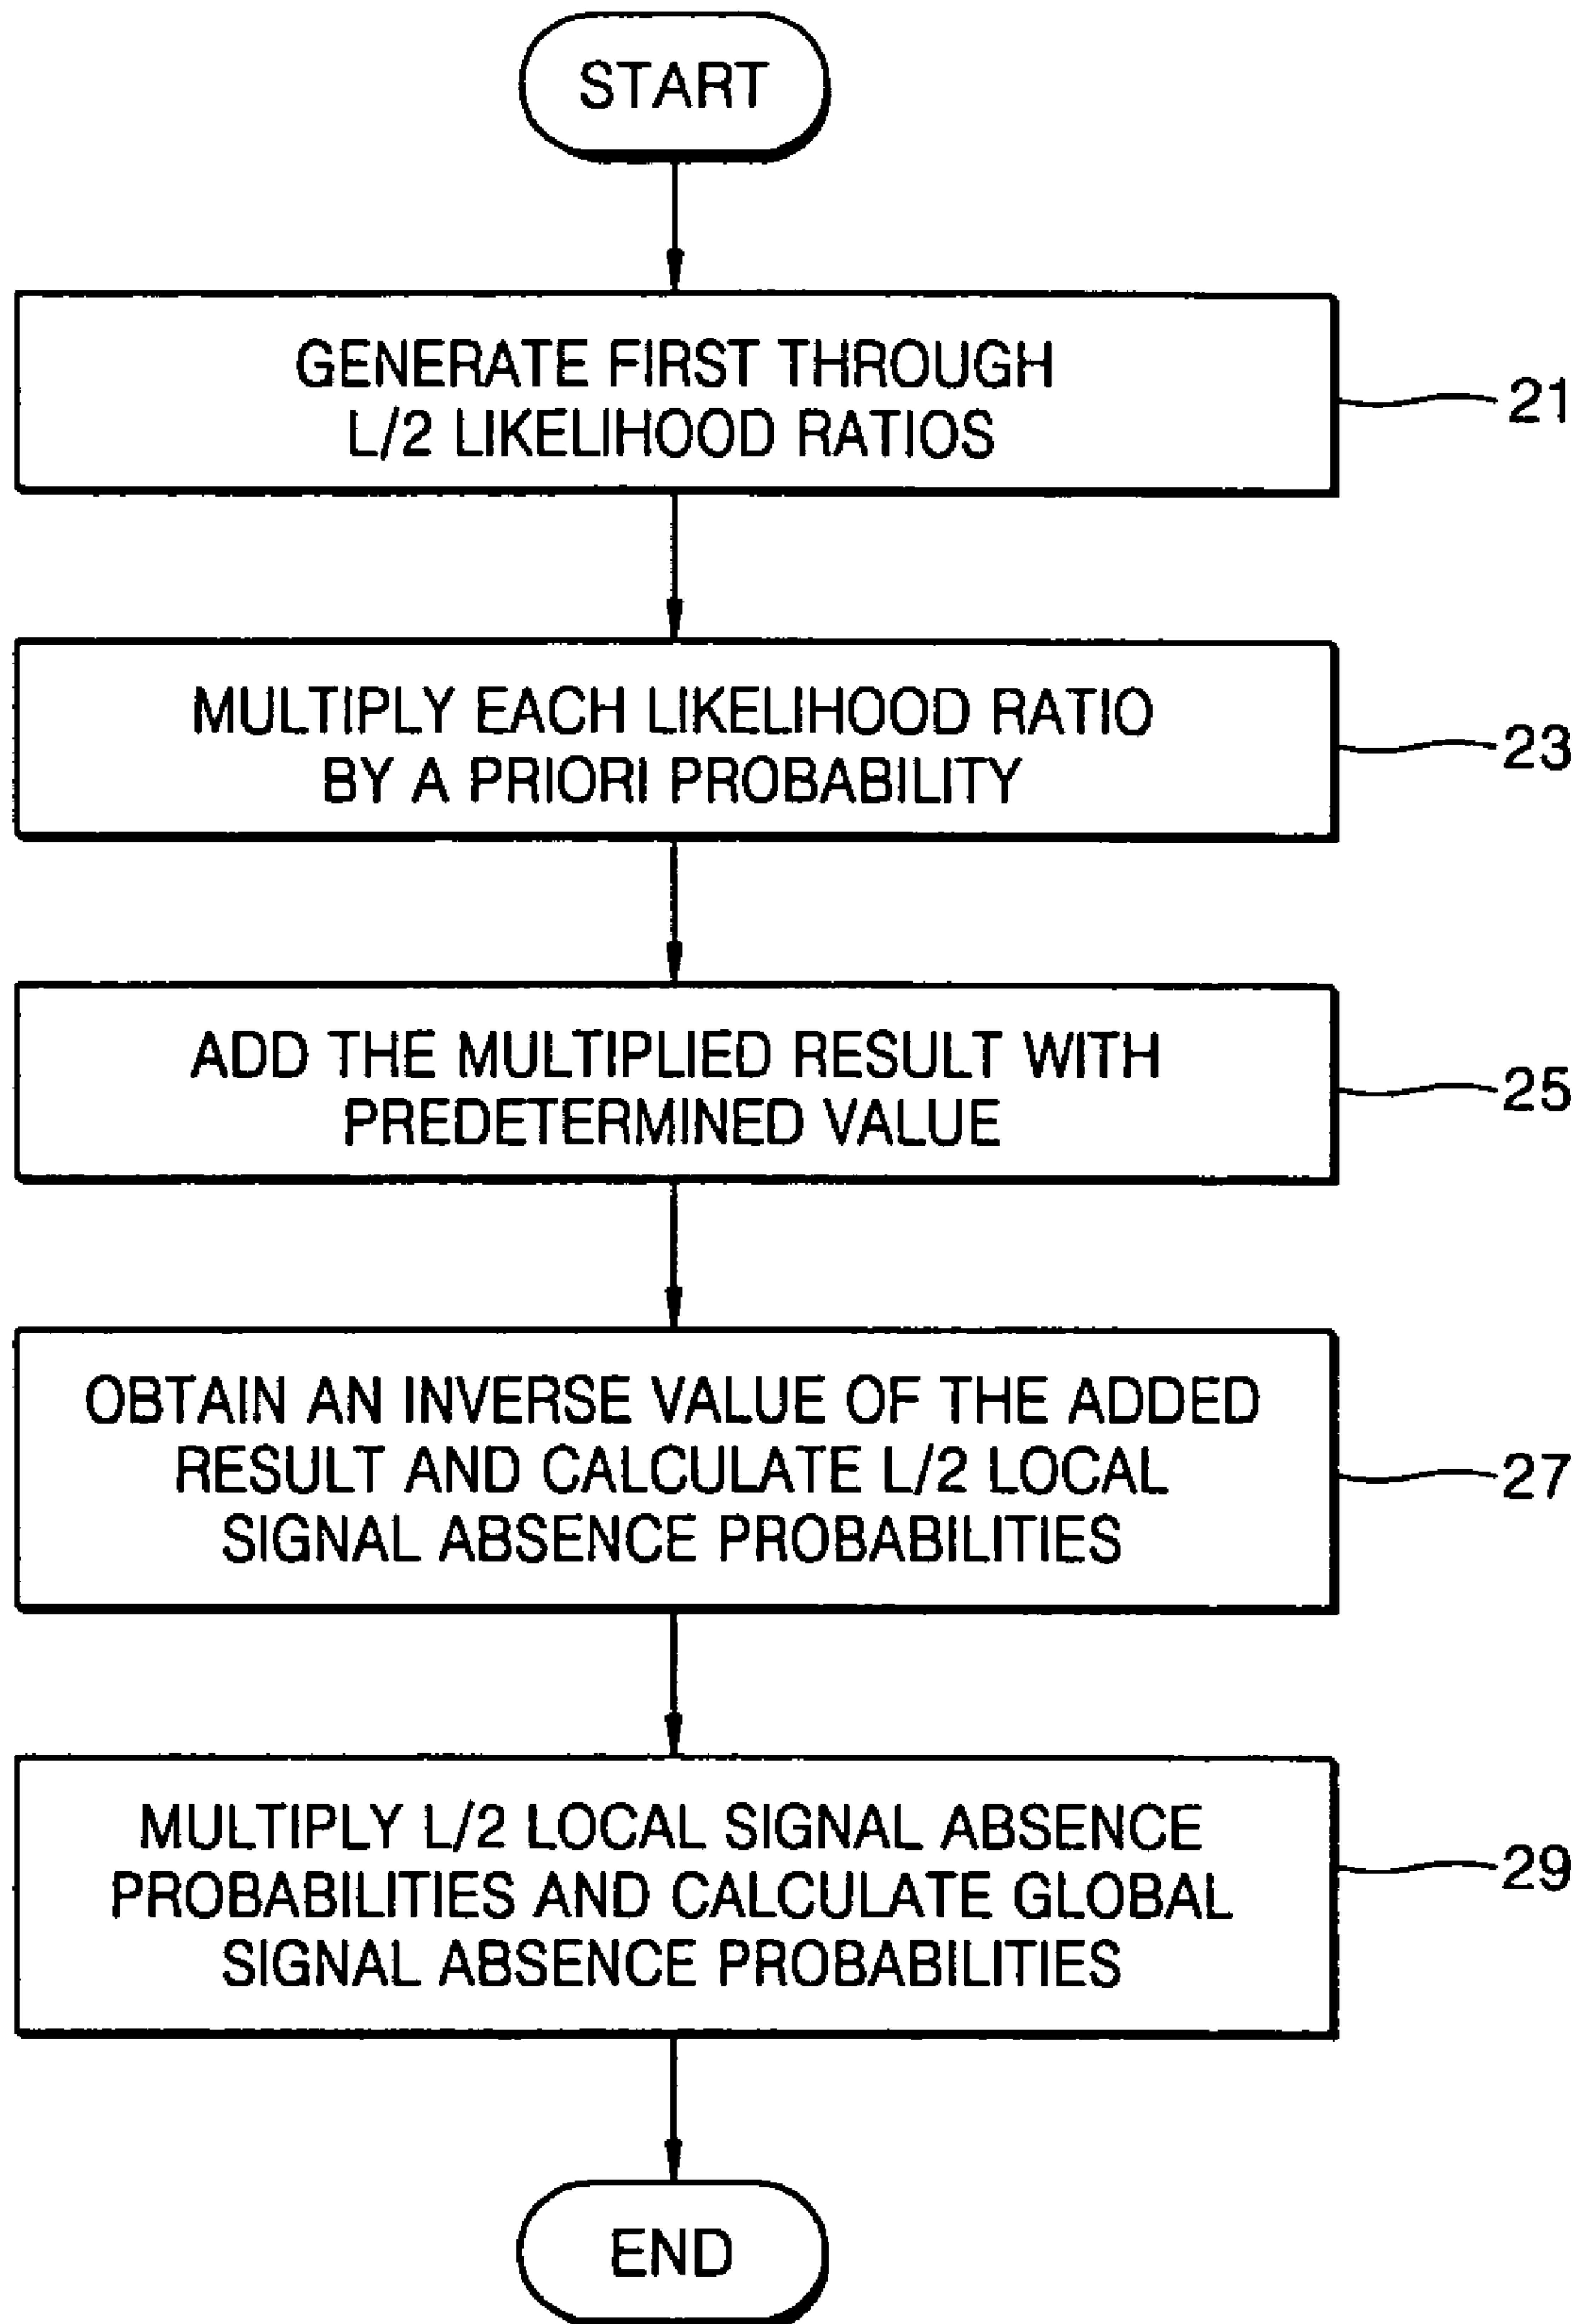 START
GENERATE FIRST THROUGH
L/2 LIKELIHOOD RATIOS
21
MULTIPLY EACH LIKELIHOOD RATIO
BY A PRIORI PROBABILITY
23
ADD THE MULTIPLIED RESULT WITH
PREDETERMINED VALUE
25
OBTAIN AN INVERSE VALUE OF THE ADDED
RESULT AND CALCULATE L/2 LOCAL
SIGNAL ABSENCE PROBABILITIES
27
MULTIPLY L/2 LOCAL SIGNAL ABSENCE
PROBABILITIES AND CALCULATE GLOBAL
SIGNAL ABSENCE PROBABILITIES
29
END